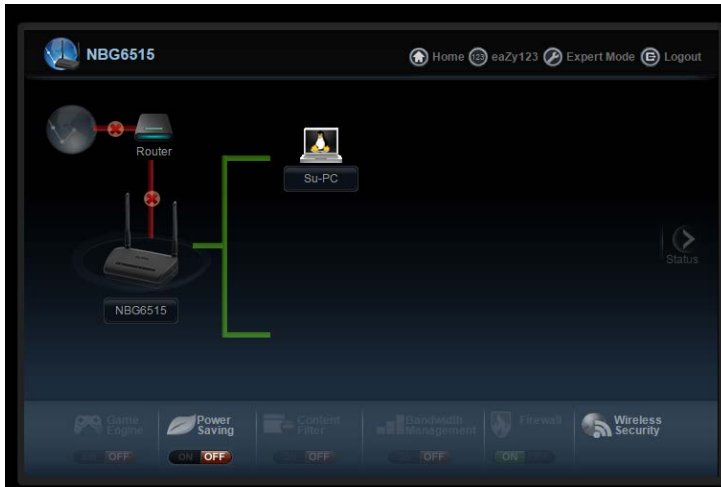 NBG6515
Home eaZy123 Expert Mode Logout
Router
Su-PC
Status
NBG6515
Game Engine
Power Saving
Content Filter
Bandwidth Management
Firewall
Wireless Security
OFF
ON OFF
OFF
OFF
ON